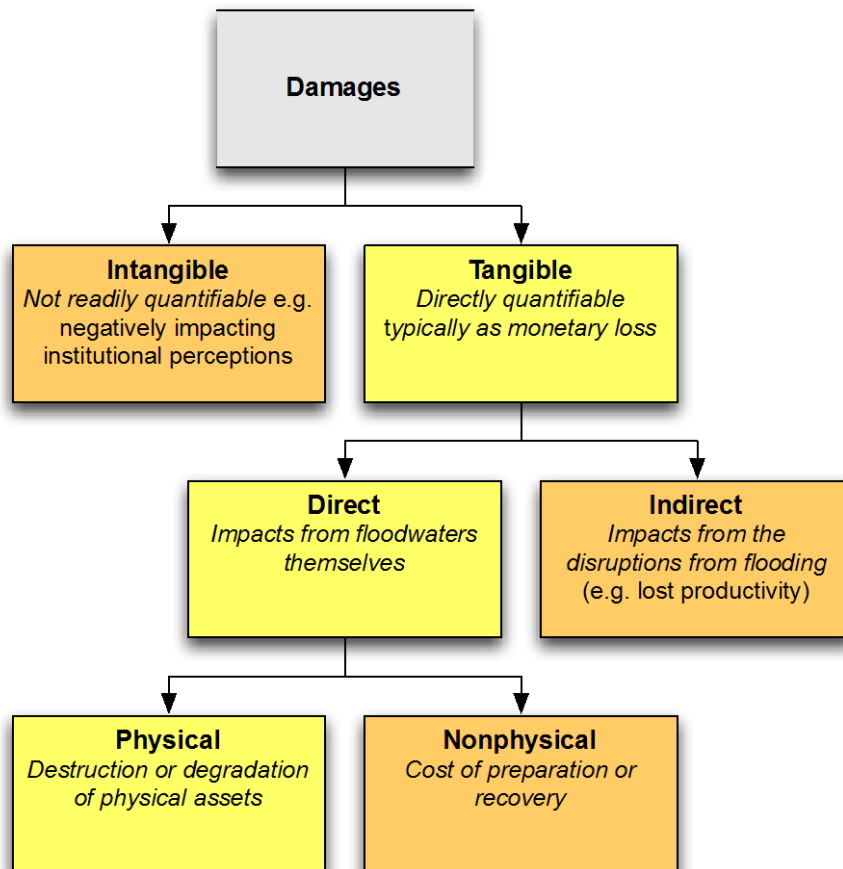 Damages
Intangible
Not readily quantifiable e.g.
negatively impacting
institutional perceptions
Tangible
Directly quantifiable
typically as monetary loss
Direct
Impacts from floodwaters
themselves
Indirect
Impacts from the
disruptions from flooding
(e.g. lost productivity)
Physical
Destruction or degradation
of physical assets
Nonphysical
Cost of preparation or
recovery